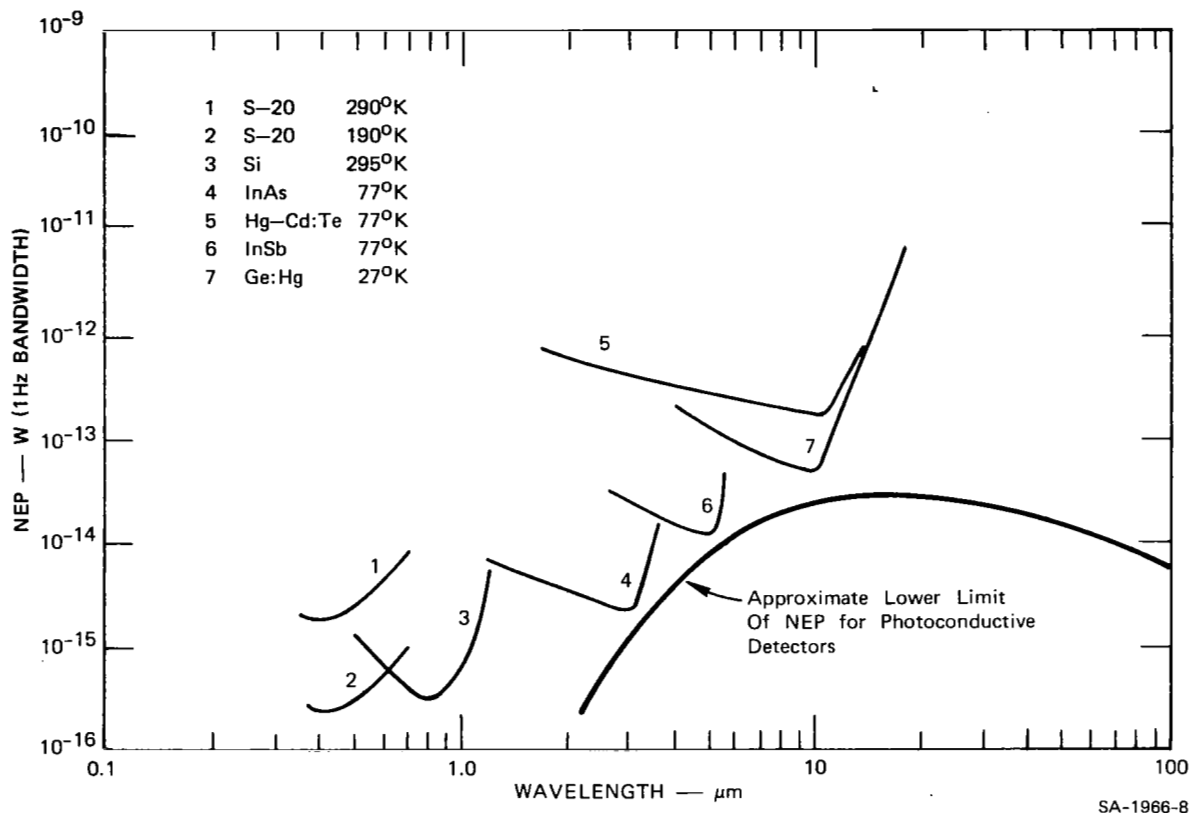 10⁻⁹
10⁻¹⁰
10⁻¹¹
10⁻¹²
10⁻¹³
10⁻¹⁴
10⁻¹⁵
10⁻¹⁶
NEP — W (1Hz BANDWIDTH)
1 S–20 290°K
2 S–20 190°K
3 Si 295°K
4 InAs 77°K
5 Hg–Cd:Te 77°K
6 InSb 77°K
7 Ge:Hg 27°K
5
7
6
1
4
3
2
Approximate Lower Limit
Of NEP for Photoconductive
Detectors
0.1
1.0
10
100
WAVELENGTH — μm
SA-1966-8